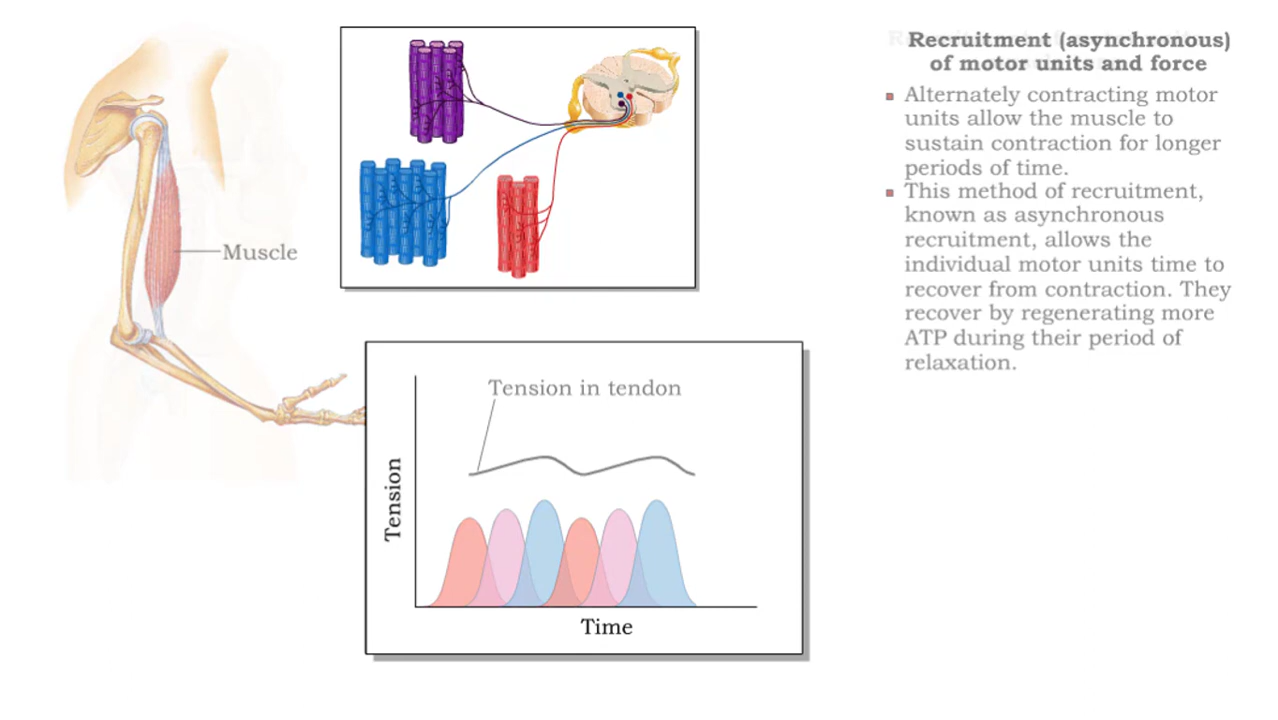 Recruitment (asynchronous)
of motor units and force
Alternately contracting motor
units allow the muscle to
sustain contraction for longer
periods of time.
This method of recruitment,
known as asynchronous
recruitment, allows the
individual motor units time to
recover from contraction. They
recover by regenerating more
ATP during their period of
relaxation.
Muscle
Tension in tendon
Tension
Time